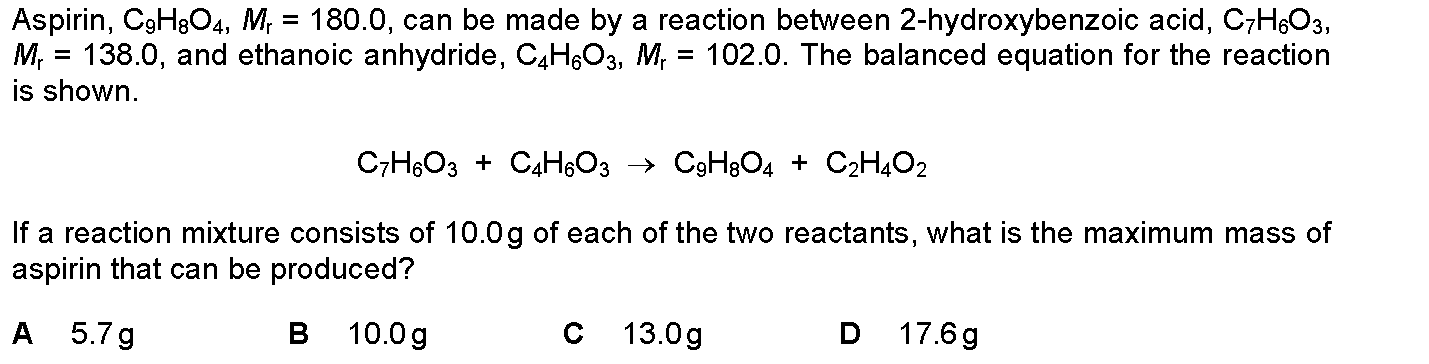 Aspirin, C₉H₈O₄, Mᵣ = 180.0, can be made by a reaction between 2-hydroxybenzoic acid, C₇H₆O₃,
Mᵣ = 138.0, and ethanoic anhydride, C₄H₆O₃, Mᵣ = 102.0. The balanced equation for the reaction
is shown.
C₇H₆O₃ + C₄H₆O₃ → C₉H₈O₄ + C₂H₄O₂
If a reaction mixture consists of 10.0 g of each of the two reactants, what is the maximum mass of
aspirin that can be produced?
A 5.7 g B 10.0 g C 13.0 g D 17.6 g